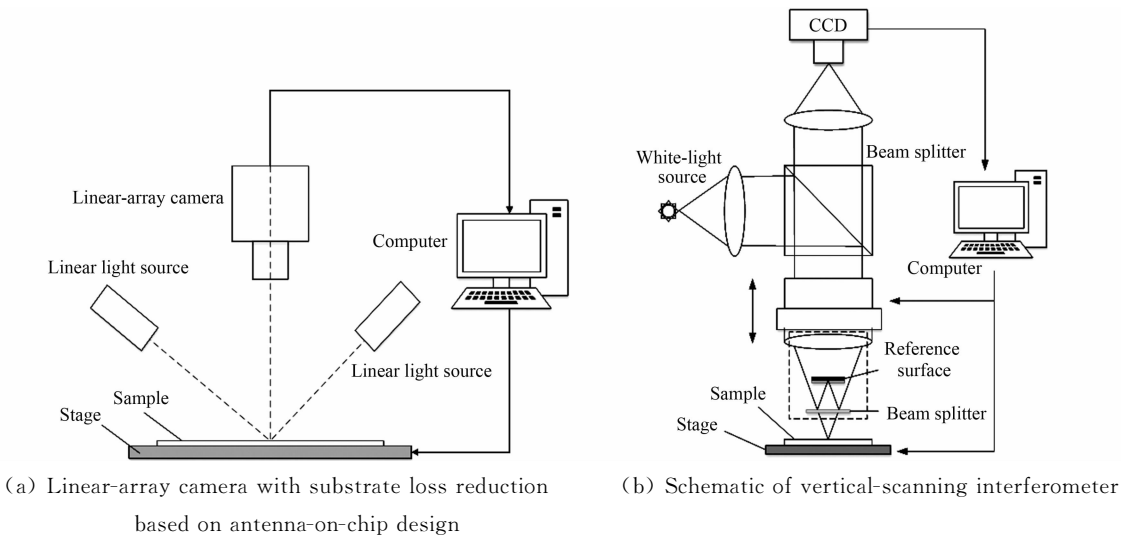 Linear-array camera
Linear light source
Computer
Linear light source
Sample
Stage
(a) Linear-array camera with substrate loss reduction
based on antenna-on-chip design
CCD
Beam splitter
White-light
source
Computer
Reference
surface
Sample
Beam splitter
Stage
(b) Schematic of vertical-scanning interferometer